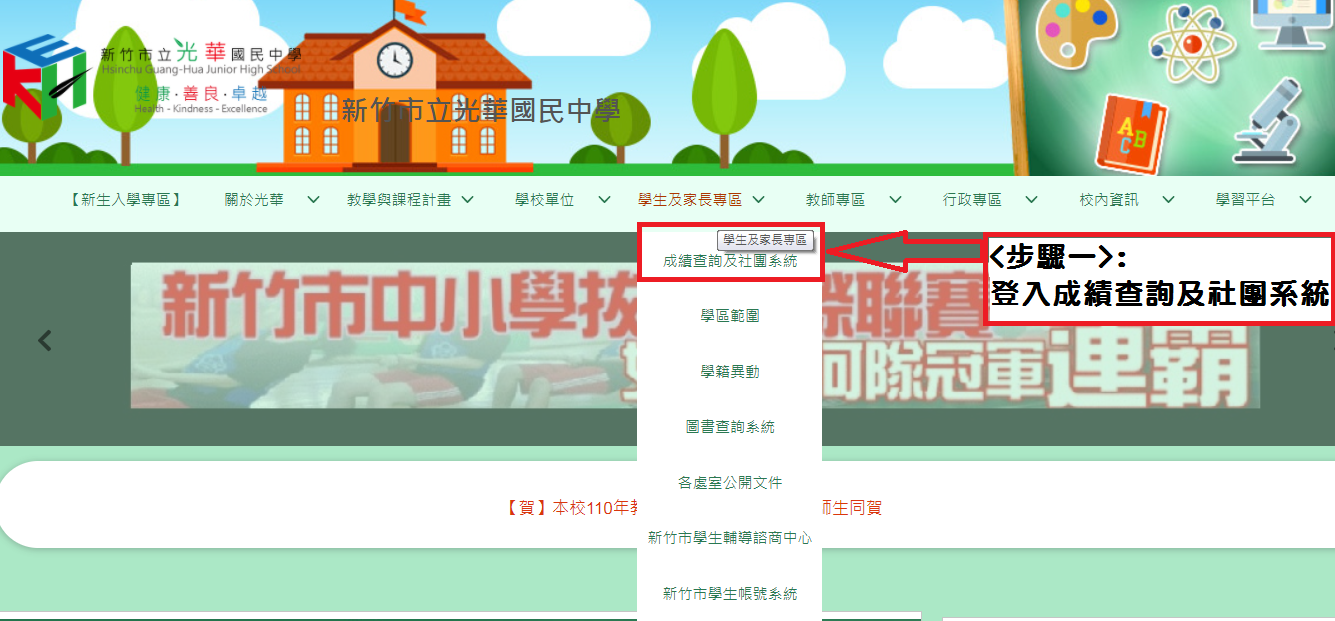 新竹市立光華國民中學
Hsinchu Guang-Hua Junior High School
健康·善良·卓越
Health - Kindness - Excellence
新竹市立光華國民中學
A
B
C
【新生入學專區】 關於光華 教學與課程計畫 學校單位 學生及家長專區 教師專區 行政專區 校內資訊 學習平台
學生及家長專區
成績查詢及社團系統
<步驟一>:
登入成績查詢及社團系統
新竹市中小學拔
聯賽
冠軍連霸
學區範圍
學籍異動
圖書查詢系統
各處室公開文件
【賀】本校110年教 師生同賀
新竹市學生輔導諮商中心
新竹市學生帳號系統